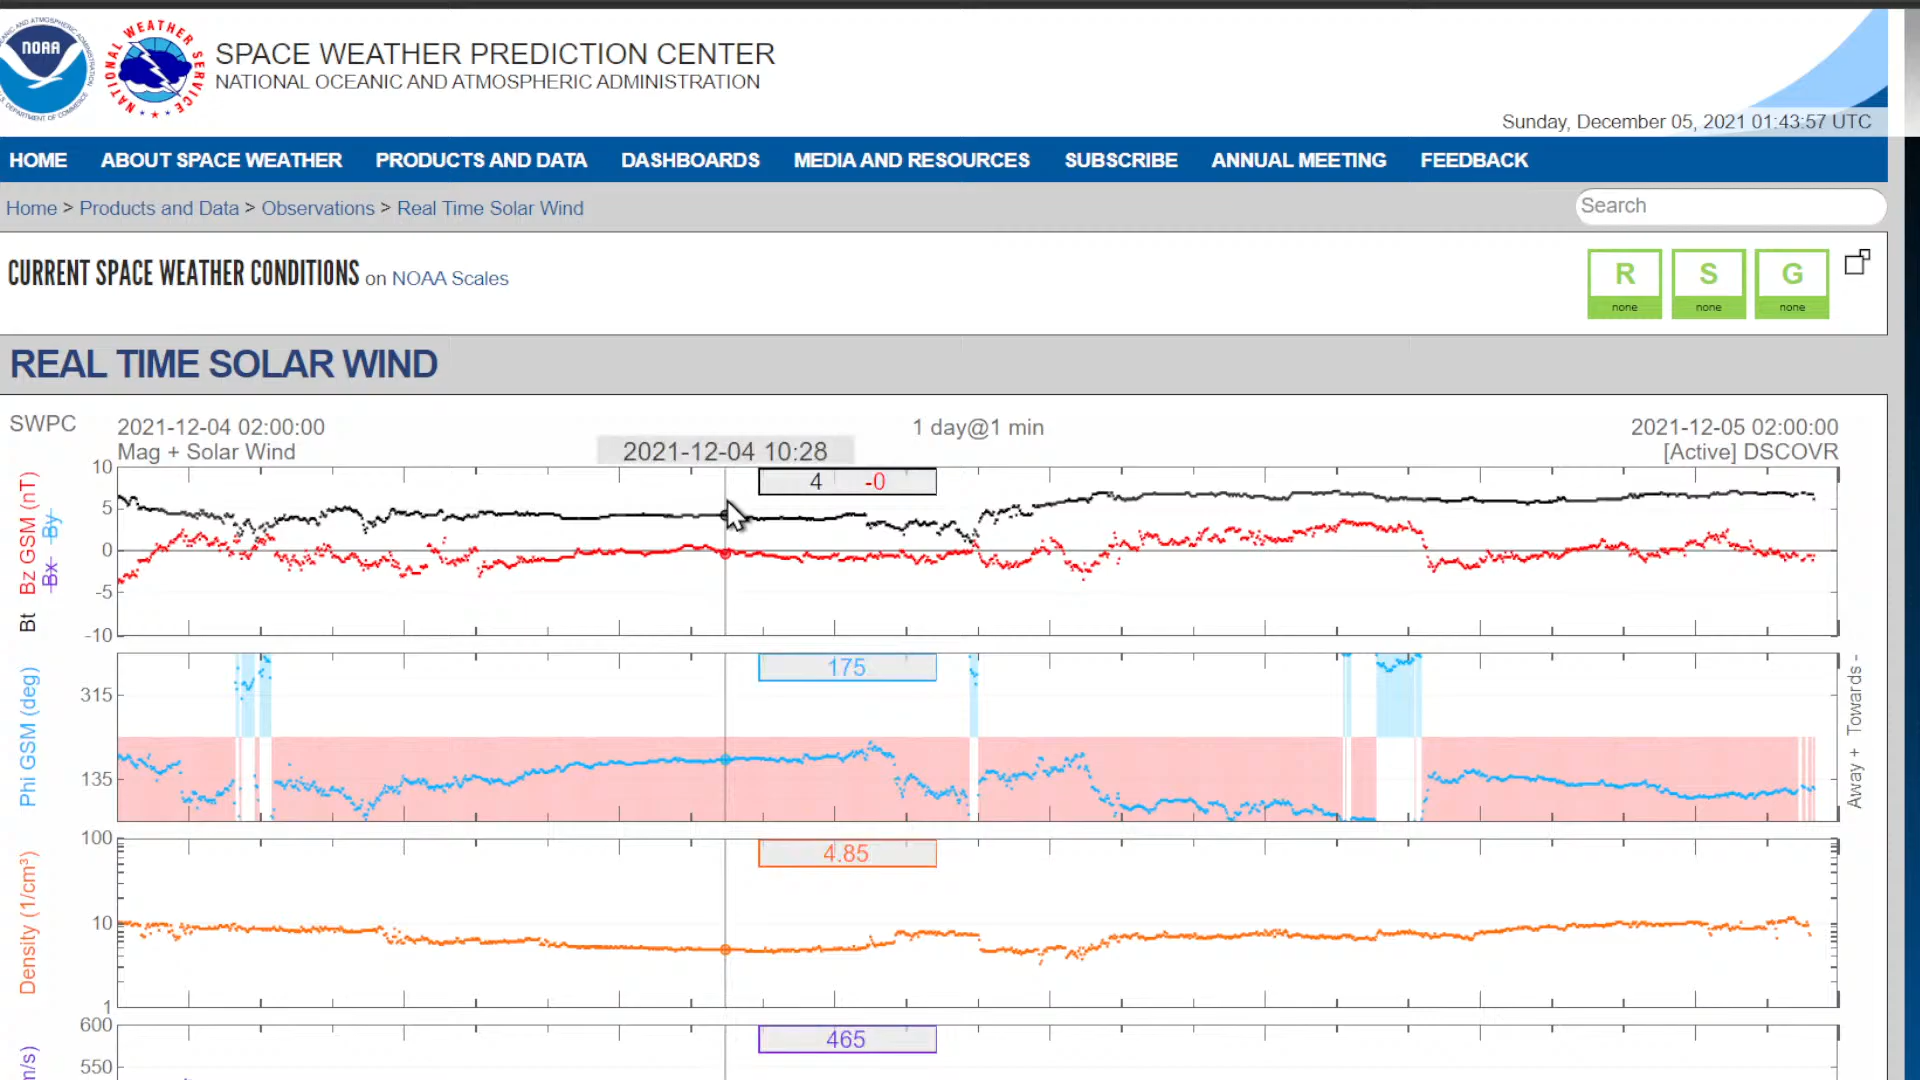 NOAA
NATIONAL WEATHER SERVICE
SPACE WEATHER PREDICTION CENTER
NATIONAL OCEANIC AND ATMOSPHERIC ADMINISTRATION
Sunday, December 05, 2021 01:43:57 UTC
HOME ABOUT SPACE WEATHER PRODUCTS AND DATA DASHBOARDS MEDIA AND RESOURCES SUBSCRIBE ANNUAL MEETING FEEDBACK
Home > Products and Data > Observations > Real Time Solar Wind
Search
CURRENT SPACE WEATHER CONDITIONS on NOAA Scales
R S G
none none none
REAL TIME SOLAR WIND
SWPC 2021-12-04 02:00:00 1 day@1 min 2021-12-05 02:00:00
Mag + Solar Wind 2021-12-04 10:28 [Active] DSCOVR
4 -0
10
5
0
-5
-10
Bt Bz GSM (nT)
Bx By
175
315
135
Phi GSM (deg)
Away + Towards -
4.85
100
10
1
Density (1/cm³)
465
600
550
m/s)